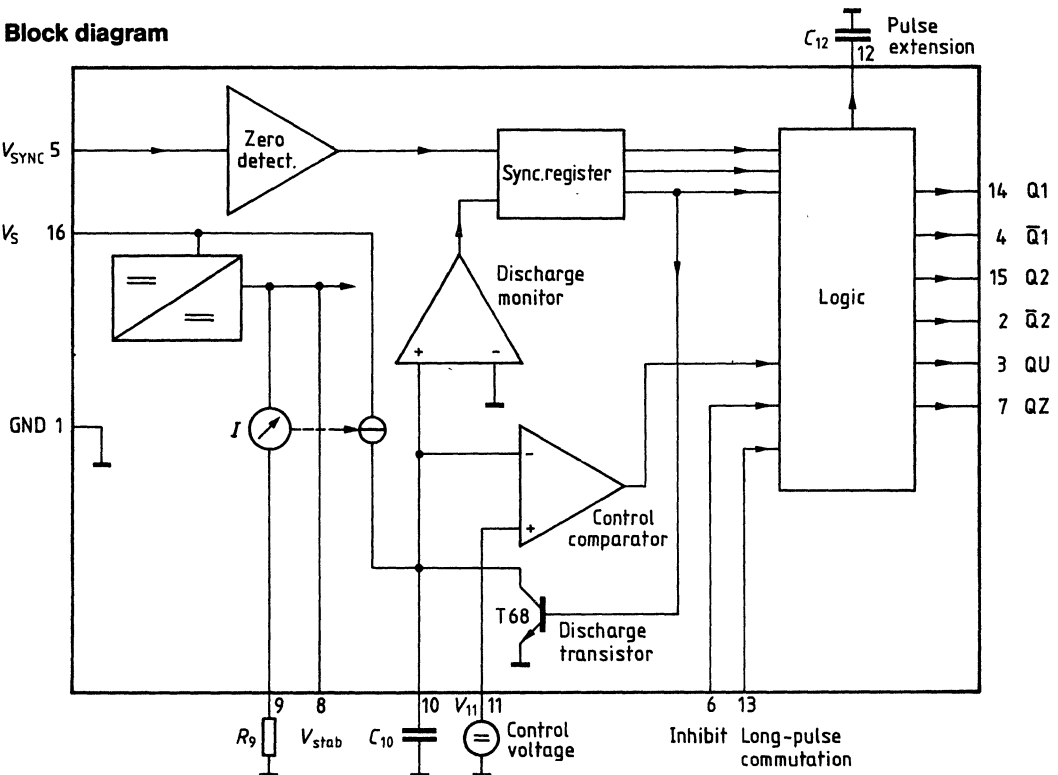 Block diagram
C12
Pulse
extension
12
VSYNC 5
Zero
detect.
Sync.register
14 Q1
VS 16
4 Q̅1
Discharge
monitor
15 Q2
Logic
2 Q̅2
+ -
3 QU
7 QZ
GND 1
I
-
+
Control
comparator
T68
Discharge
transistor
9 8 10 V11 11 6 13
R9 Vstab C10
Control
voltage
Inhibit
Long-pulse
commutation